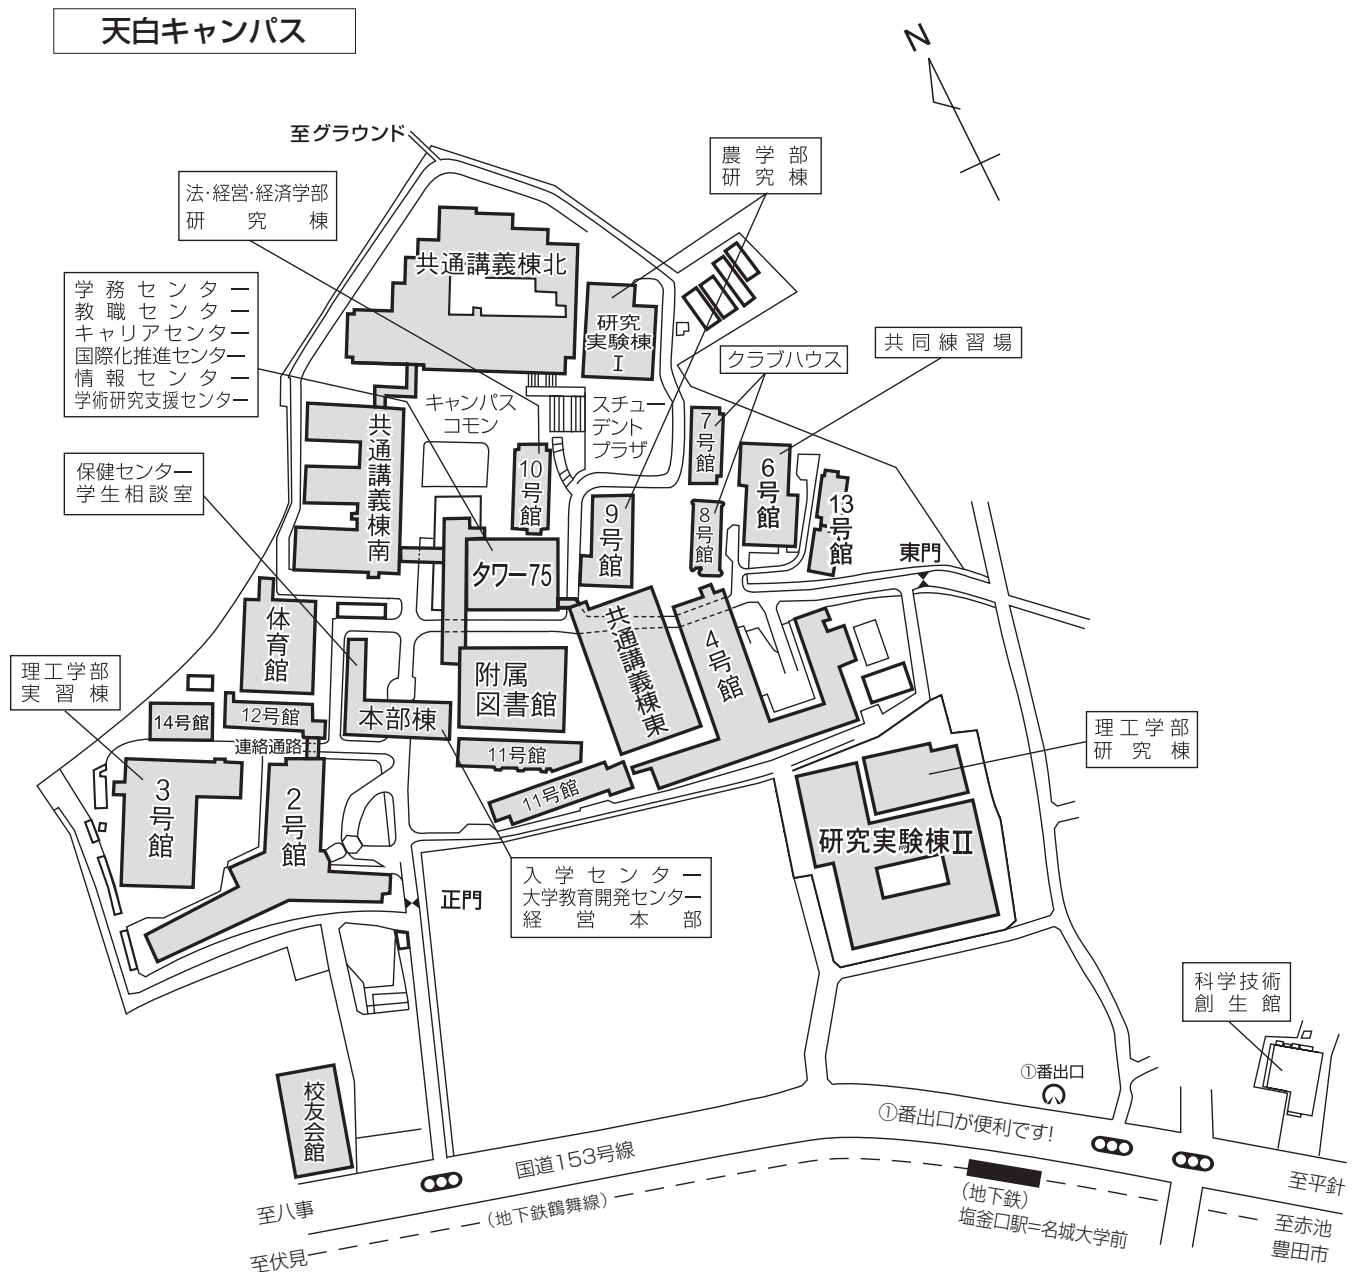 天白キャンパス
N
至グラウンド
農学部
研究棟
法・経営・経済学部
研究棟
共通講義棟北
学務センター
教職センター
キャリアセンター
国際化推進センター
情報センター
学術研究支援センター
研究
実験棟
I
共同練習場
クラブハウス
キャンパス
コモン
スチュー
デント
プラザ
共通講義棟南
7号館
6号館
保健センター
学生相談室
10号館
9号館
8号館
13号館
東門
タワー75
体育館
共通講義棟東
4号館
理工学部
実習棟
附属
図書館
14号館
12号館
本部棟
連絡通路
11号館
11号館
理工学部
研究棟
3号館
2号館
研究実験棟II
入学センター
大学教育開発センター
経営本部
正門
科学技術
創生館
①番出口
校友会館
①番出口が便利です!
国道153号線
至八事
(地下鉄鶴舞線)
至伏見
(地下鉄)
塩釜口駅=名城大学前
至平針
至赤池
豊田市